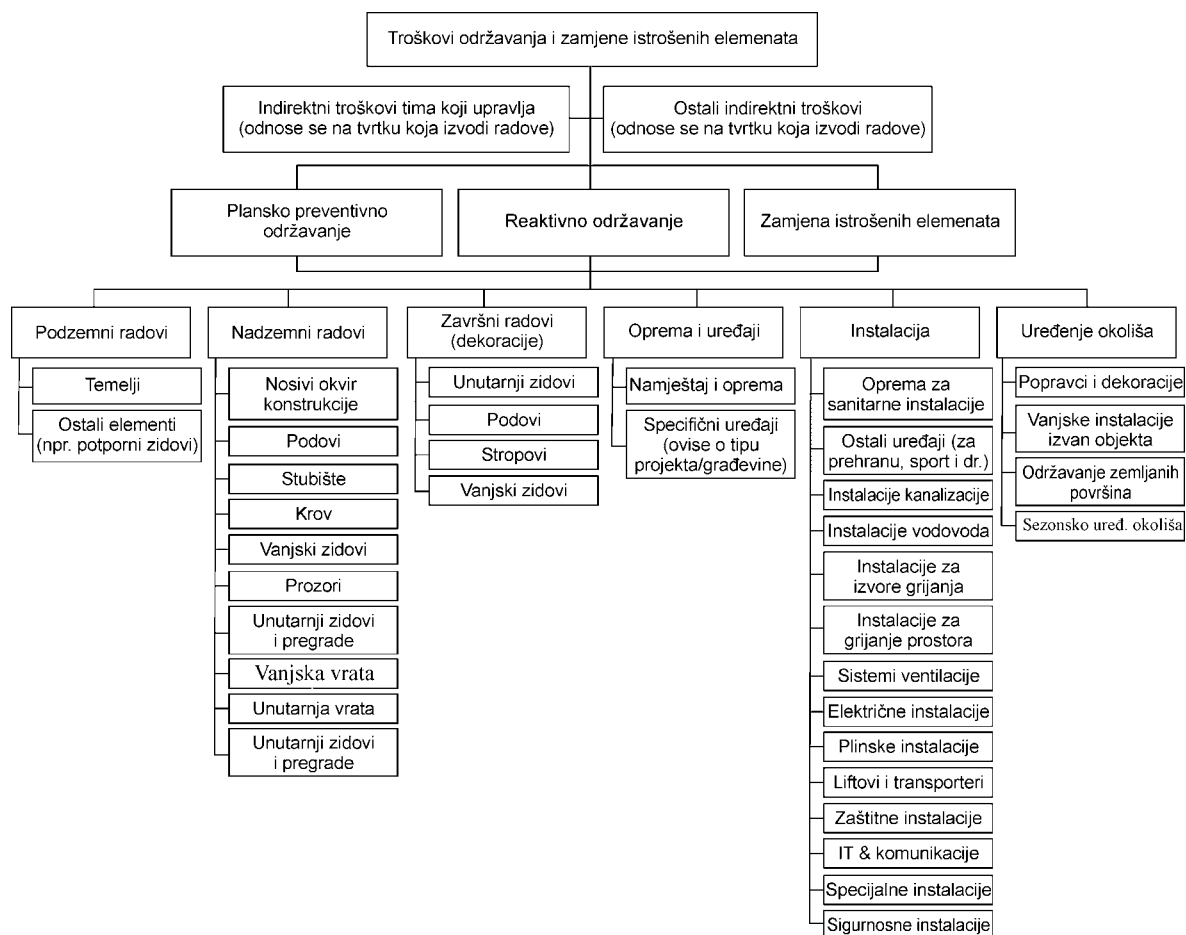 Troškovi održavanja i zamjene istrošenih elemenata
Indirektni troškovi tima koji upravlja
(odnose se na tvrtku koja izvodi radove)
Ostali indirektni troškovi
(odnose se na tvrtku koja izvodi radove)
Plansko preventivno
održavanje
Reaktivno održavanje
Zamjena istrošenih elemenata
Podzemni radovi
Temelji
Ostali elementi
(npr. potporni zidovi)
Nadzemni radovi
Nosivi okvir
konstrukcije
Podovi
Stubište
Krov
Vanjski zidovi
Prozori
Unutarnji zidovi
i pregrade
Vanjska vrata
Unutarnja vrata
Unutarnji zidovi
i pregrade
Završni radovi
(dekoracije)
Unutarnji zidovi
Podovi
Stropovi
Vanjski zidovi
Oprema i uređaji
Namještaj i oprema
Specifični uređaji
(ovise o tipu
projekta/građevine)
Instalacija
Oprema za
sanitarne instalacije
Ostali uređaji (za
prehranu, sport i dr.)
Instalacije kanalizacije
Instalacije vodovoda
Instalacije za
izvore grijanja
Instalacije za
grijanje prostora
Sistemi ventilacije
Električne instalacije
Plinske instalacije
Liftovi i transporteri
Zaštitne instalacije
IT & komunikacije
Specijalne instalacije
Sigurnosne instalacije
Uređenje okoliša
Popravci i dekoracije
Vanjske instalacije
izvan objekta
Održavanje zemljanih
površina
Sezonsko uređ. okoliša